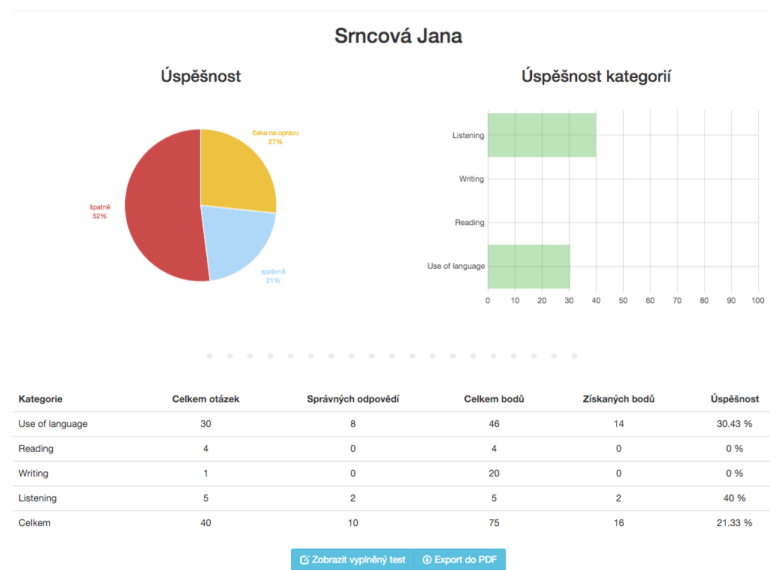 Srncová Jana
Úspěšnost
Úspěšnost kategorií
čeka na opravu
27%
špatně
52%
správně
21%
Listening
Writing
Reading
Use of language
0 10 20 30 40 50 60 70 80 90 100
Kategorie Celkem otázek Správných odpovědí Celkem bodů Získaných bodů Úspěšnost
Use of language 30 8 46 14 30.43 %
Reading 4 0 4 0 0 %
Writing 1 0 20 0 0 %
Listening 5 2 5 2 40 %
Celkem 40 10 75 16 21.33 %
Zobrazit vyplněný test Export do PDF